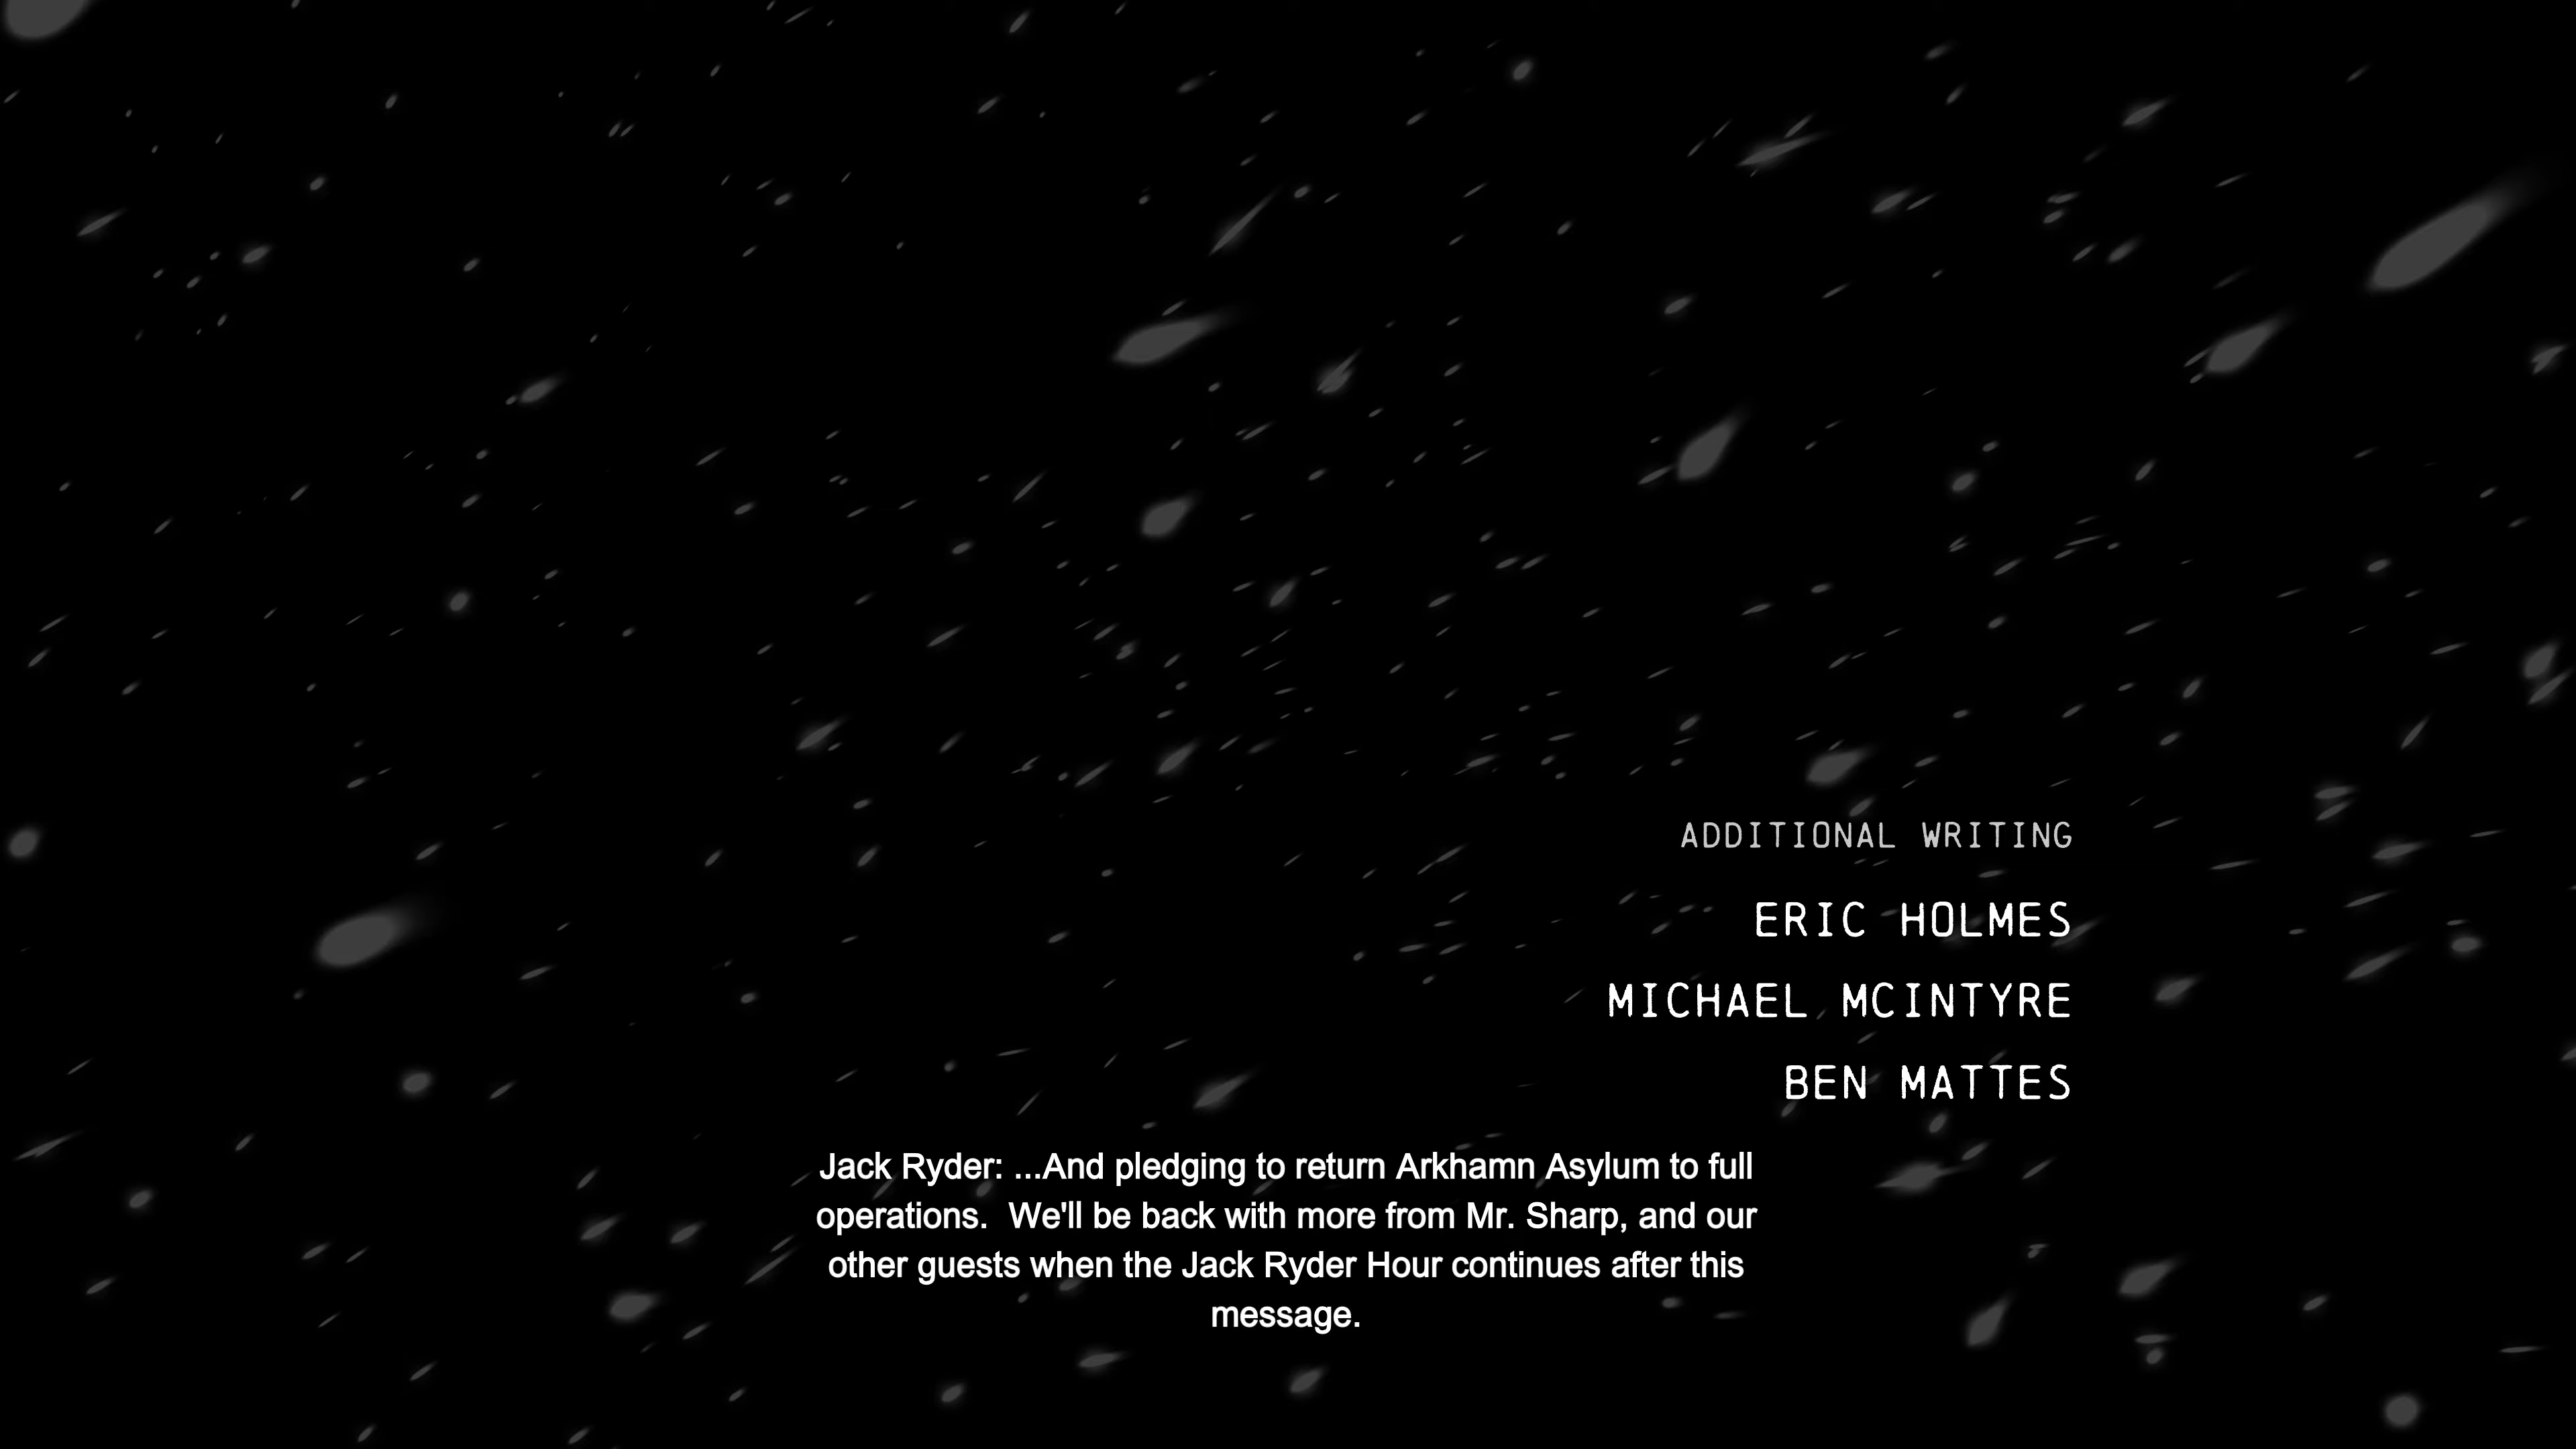 ADDITIONAL WRITING
ERIC HOLMES
MICHAEL MCINTYRE
BEN MATTES
Jack Ryder: ...And pledging to return Arkhamn Asylum to full
operations.  We'll be back with more from Mr. Sharp, and our
other guests when the Jack Ryder Hour continues after this
message.